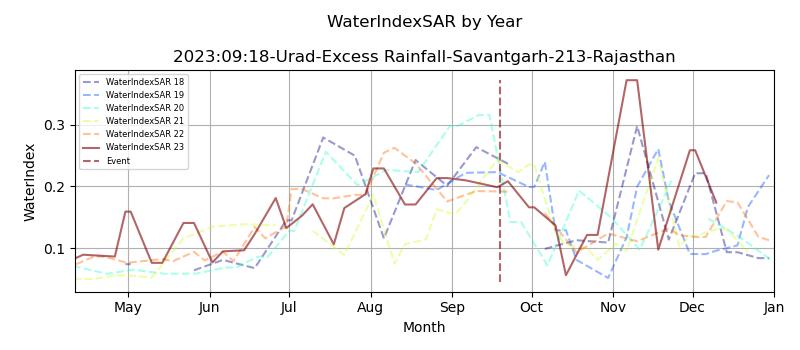 WaterIndexSAR by Year
2023:09:18-Urad-Excess Rainfall-Savantgarh-213-Rajasthan
WaterIndexSAR 18
WaterIndexSAR 19
WaterIndexSAR 20
WaterIndexSAR 21
WaterIndexSAR 22
WaterIndexSAR 23
Event
0.3
0.2
0.1
WaterIndex
May Jun Jul Aug Sep Oct Nov Dec Jan
Month